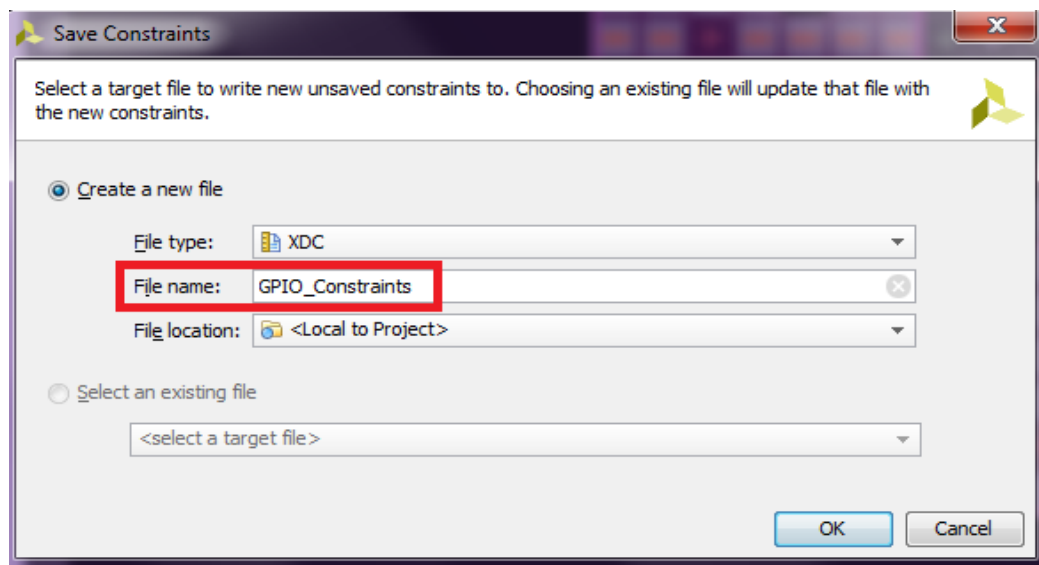 Save Constraints
Select a target file to write new unsaved constraints to. Choosing an existing file will update that file with
the new constraints.
Create a new file
File type: XDC
File name: GPIO_Constraints
File location: <Local to Project>
Select an existing file
<select a target file>
OK Cancel